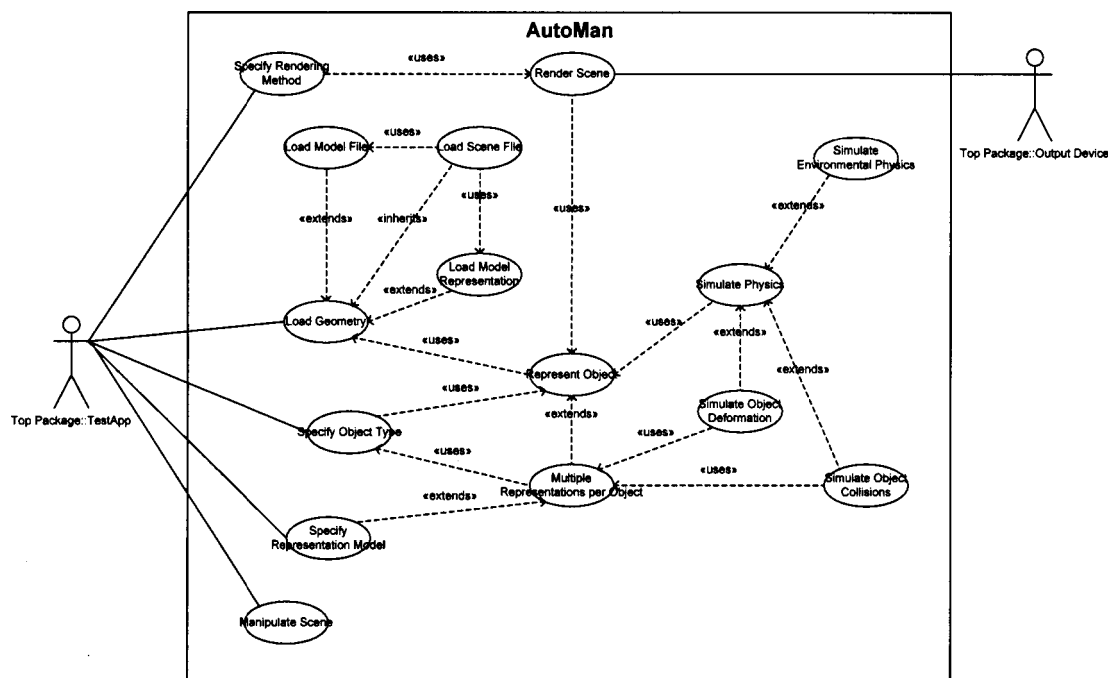 AutoMan
«uses»
Specify Rendering
Method
Render Scene
«uses»
Load Model File
Load Scene File
Simulate
Environmental Physics
Top Package::Output Device
«uses»
«extends»
«inherits»
«uses»
«extends»
Load Model
Representation
Simulate Physics
«extends»
Load Geometry
«uses»
«extends»
«uses»
Represent Object
«extends»
«uses»
Top Package::TestApp
Simulate Object
Deformation
«extends»
Specify Object Type
«uses»
«uses»
«uses»
Multiple
Representations per Object
Simulate Object
Collisions
«extends»
Specify
Representation Model
Manipulate Scene